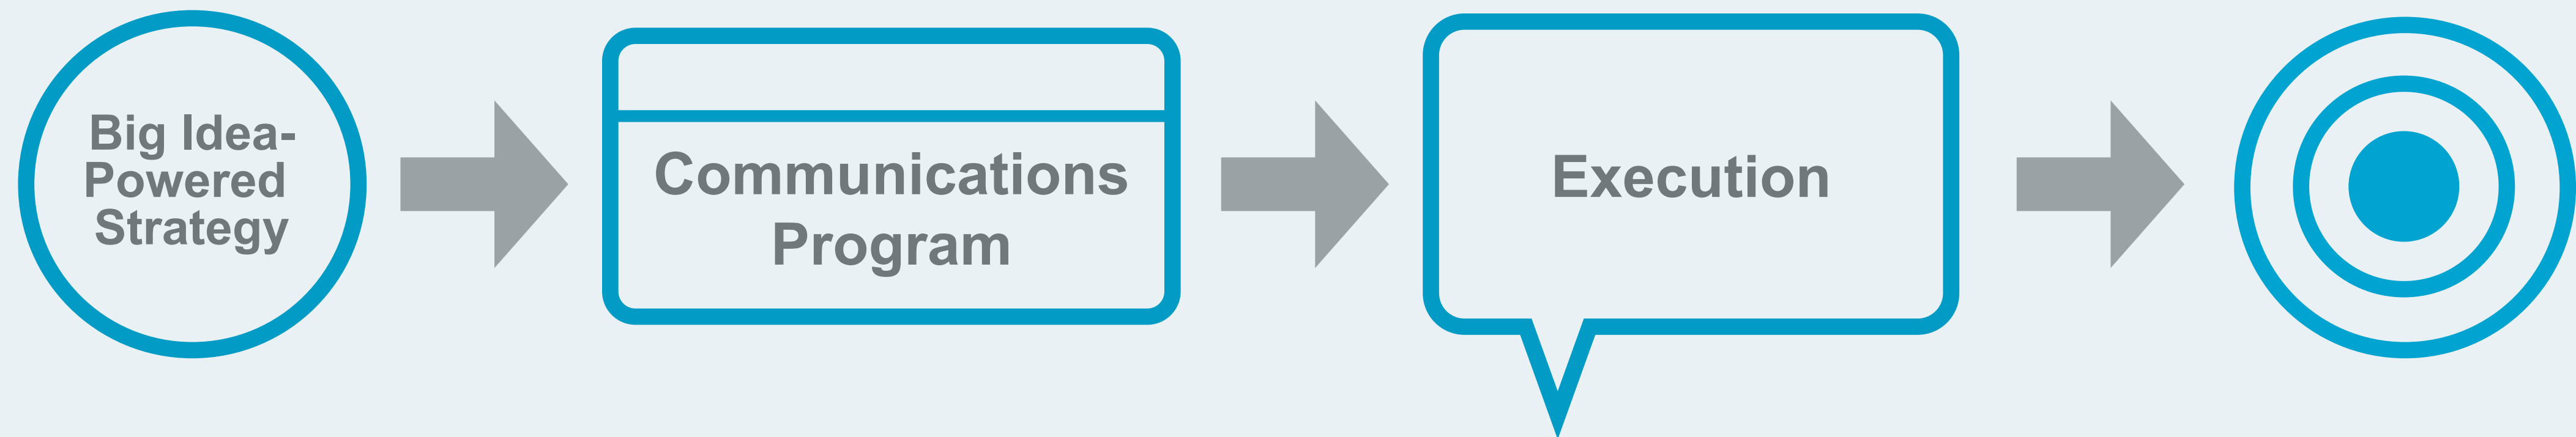 Big Idea-
Powered
Strategy
Communications
Program
Execution